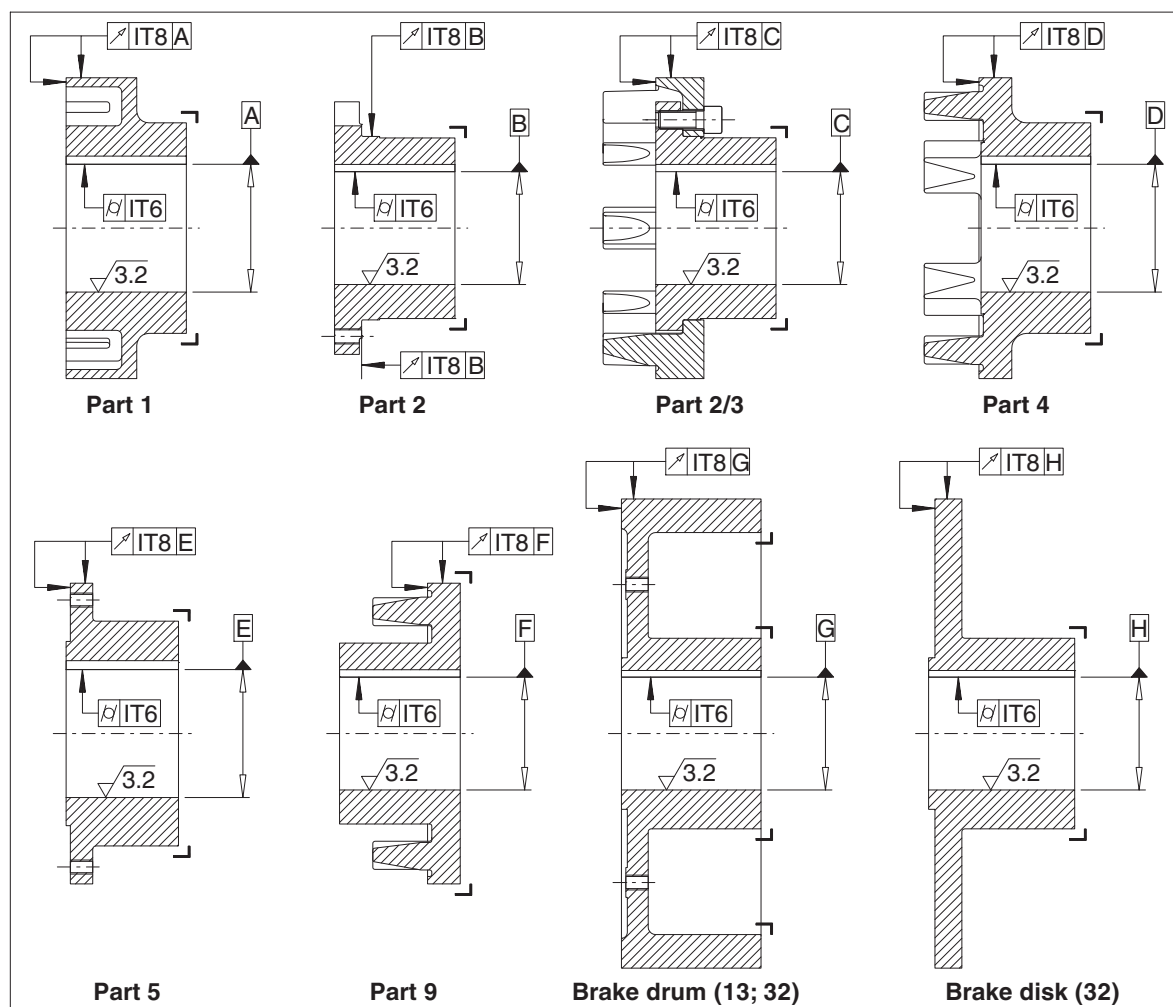 ↗ IT8 A
↗ IT8 B
↗ IT8 C
↗ IT8 D
A
B
C
D
⌭ IT6
⌭ IT6
⌭ IT6
⌭ IT6
3.2
3.2
3.2
3.2
↗ IT8 B
Part 1
Part 2
Part 2/3
Part 4
↗ IT8 G
↗ IT8 H
↗ IT8 E
↗ IT8 F
E
F
G
H
⌭ IT6
⌭ IT6
⌭ IT6
⌭ IT6
3.2
3.2
3.2
3.2
Part 5
Part 9
Brake drum (13; 32)
Brake disk (32)